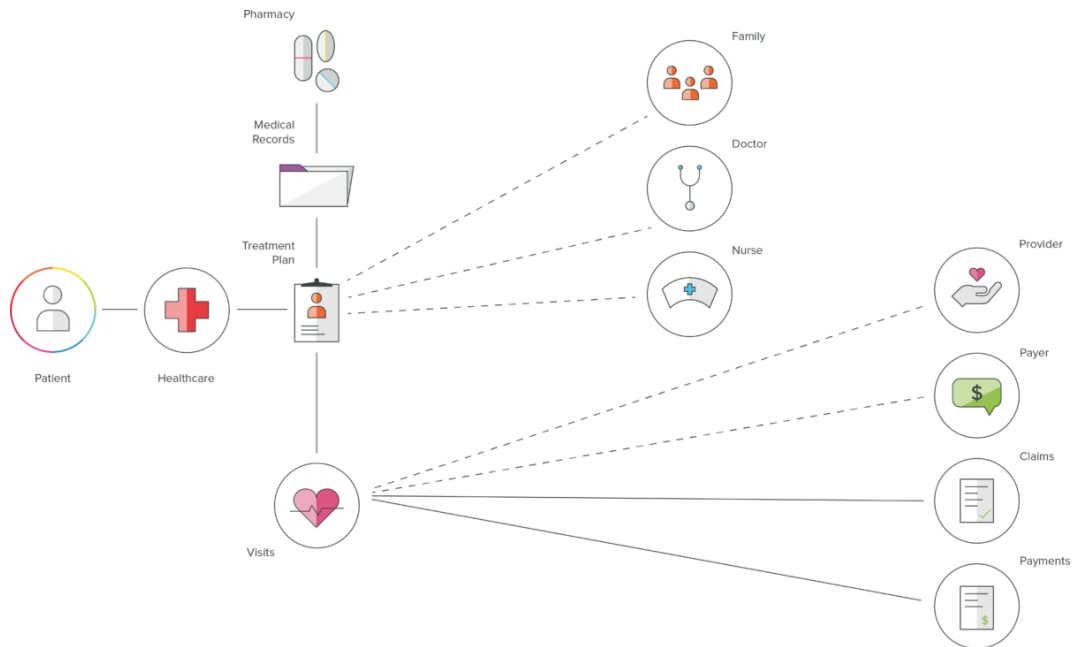 Pharmacy
Family
Medical
Records
Doctor
Treatment
Plan
Nurse
Provider
Patient
Healthcare
Payer
$
Claims
Visits
Payments
$